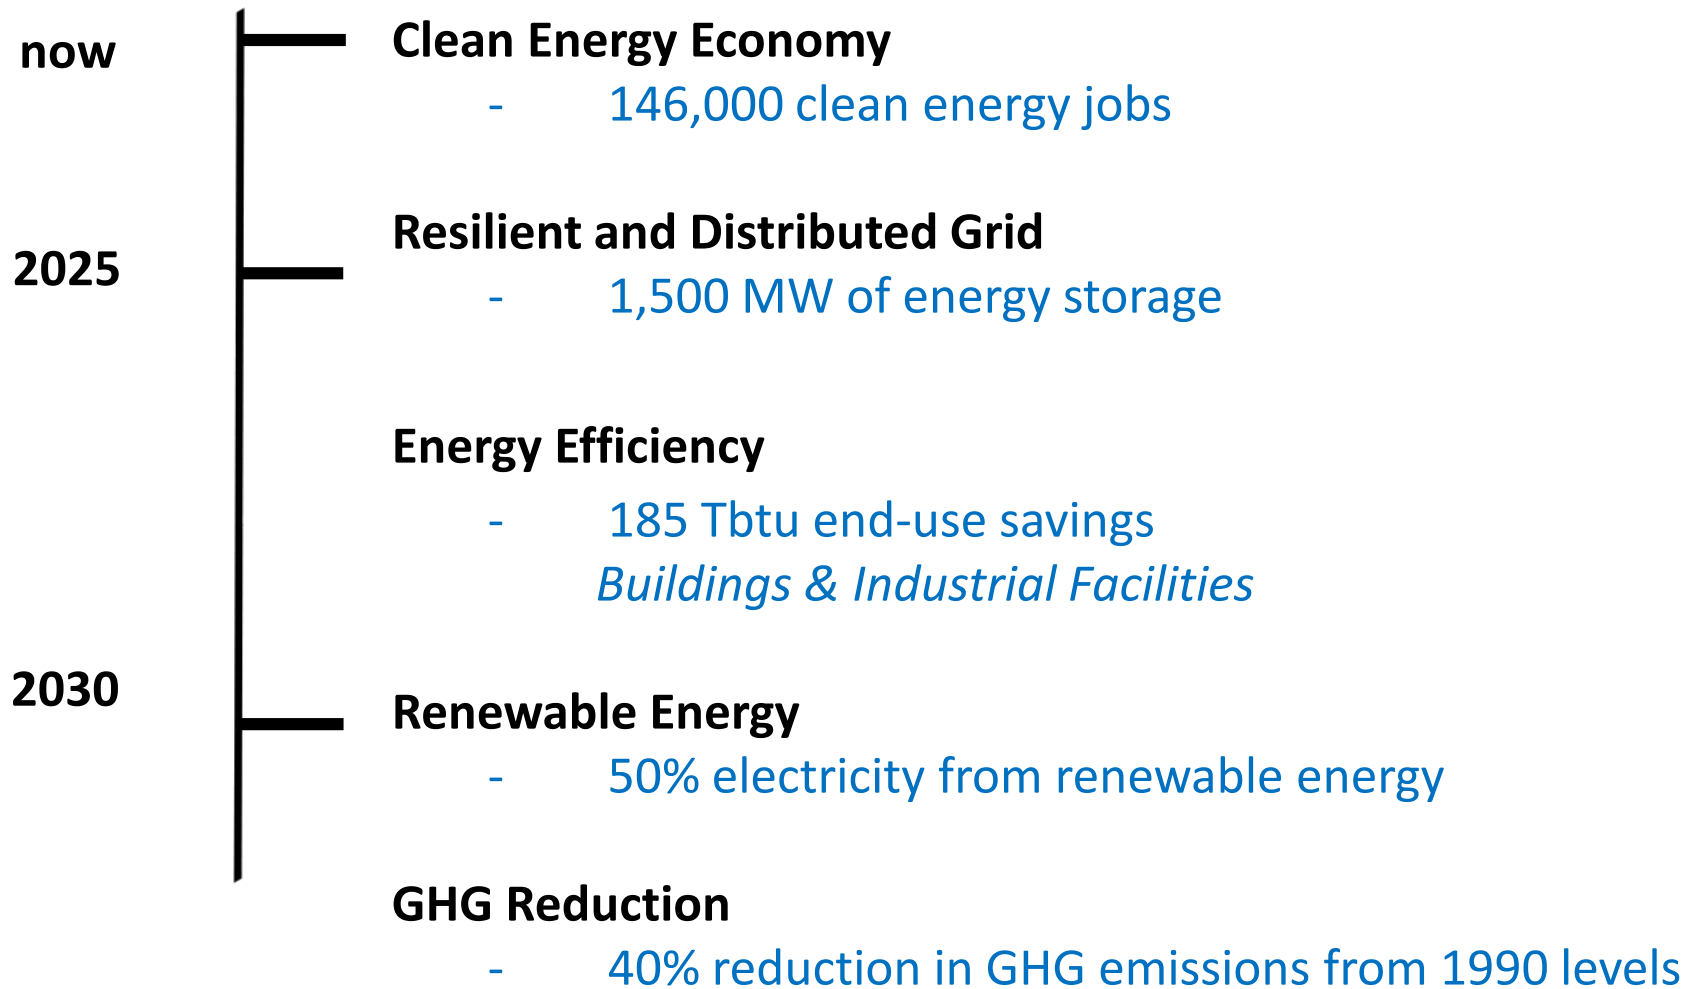 now
Clean Energy Economy
- 146,000 clean energy jobs
2025
Resilient and Distributed Grid
- 1,500 MW of energy storage
Energy Efficiency
- 185 Tbtu end-use savings
Buildings & Industrial Facilities
2030
Renewable Energy
- 50% electricity from renewable energy
GHG Reduction
- 40% reduction in GHG emissions from 1990 levels